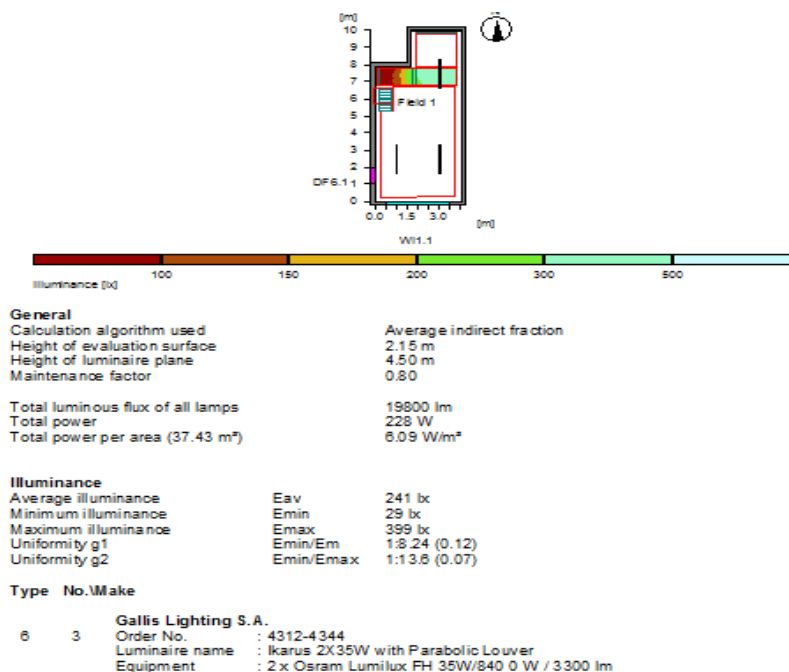 [m]
10
9
8
7
6
5
4
3
2
1
0
Field 1
DF6.1
0.0 1.5 3.0
[m]
WI1.1
100 150 200 300 500
Illuminance [lx]
General
Calculation algorithm used Average indirect fraction
Height of evaluation surface 2.15 m
Height of luminaire plane 4.50 m
Maintenance factor 0.80
Total luminous flux of all lamps 19800 lm
Total power 228 W
Total power per area (37.43 m²) 6.09 W/m²
Illuminance
Average illuminance Eav 241 lx
Minimum illuminance Emin 29 lx
Maximum illuminance Emax 399 lx
Uniformity g1 Emin/Em 1:8.24 (0.12)
Uniformity g2 Emin/Emax 1:13.6 (0.07)
Type No.\Make
Gallis Lighting S.A.
6 3 Order No. : 4312-4344
Luminaire name : Ikarus 2X35W with Parabolic Louver
Equipment : 2 x Osram Lumilux FH 35W/840 0 W / 3300 lm